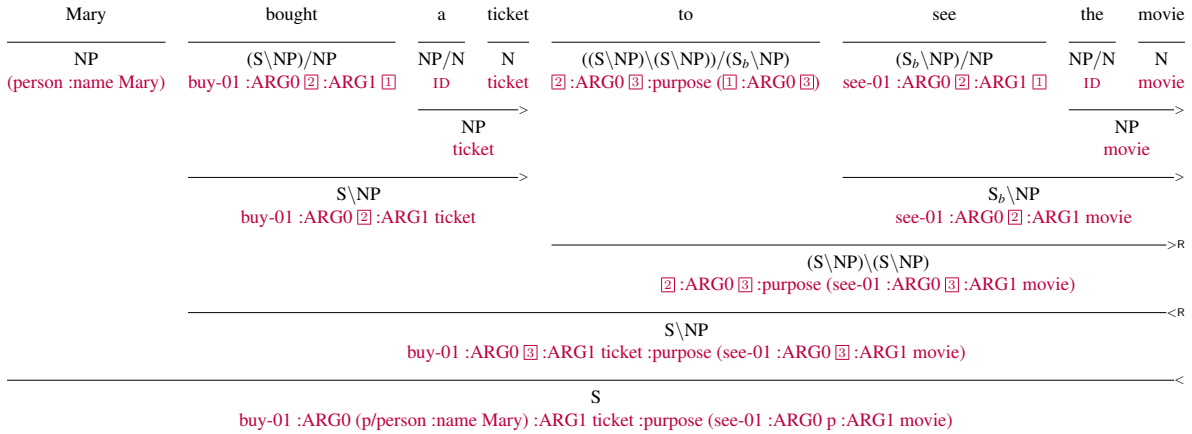 Mary bought a ticket to see the movie
NP (S\NP)/NP NP/N N ((S\NP)\(S\NP))/(S_b\NP) (S_b\NP)/NP NP/N N
(person :name Mary) buy-01 :ARG0 2 :ARG1 1 ID ticket 2 :ARG0 3 :purpose (1 :ARG0 3) see-01 :ARG0 2 :ARG1 1 ID movie
> >
NP NP
ticket movie
> >
S\NP S_b\NP
buy-01 :ARG0 2 :ARG1 ticket see-01 :ARG0 2 :ARG1 movie
>R
(S\NP)\(S\NP)
2 :ARG0 3 :purpose (see-01 :ARG0 3 :ARG1 movie)
<R
S\NP
buy-01 :ARG0 3 :ARG1 ticket :purpose (see-01 :ARG0 3 :ARG1 movie)
<
S
buy-01 :ARG0 (p/person :name Mary) :ARG1 ticket :purpose (see-01 :ARG0 p :ARG1 movie)